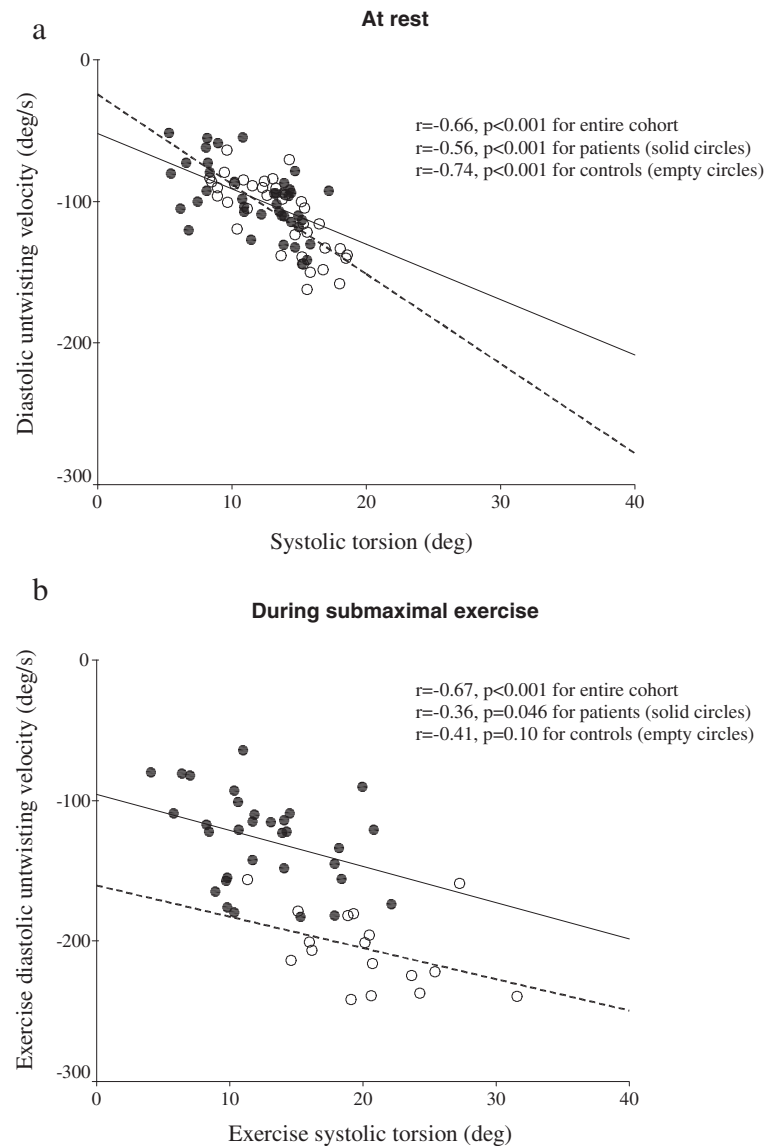 a
At rest
0
-100
-200
-300
Diastolic untwisting velocity (deg/s)
r=-0.66, p<0.001 for entire cohort
r=-0.56, p<0.001 for patients (solid circles)
r=-0.74, p<0.001 for controls (empty circles)
0 10 20 30 40
Systolic torsion (deg)
b
During submaximal exercise
0
-100
-200
-300
Exercise diastolic untwisting velocity (deg/s)
r=-0.67, p<0.001 for entire cohort
r=-0.36, p=0.046 for patients (solid circles)
r=-0.41, p=0.10 for controls (empty circles)
0 10 20 30 40
Exercise systolic torsion (deg)